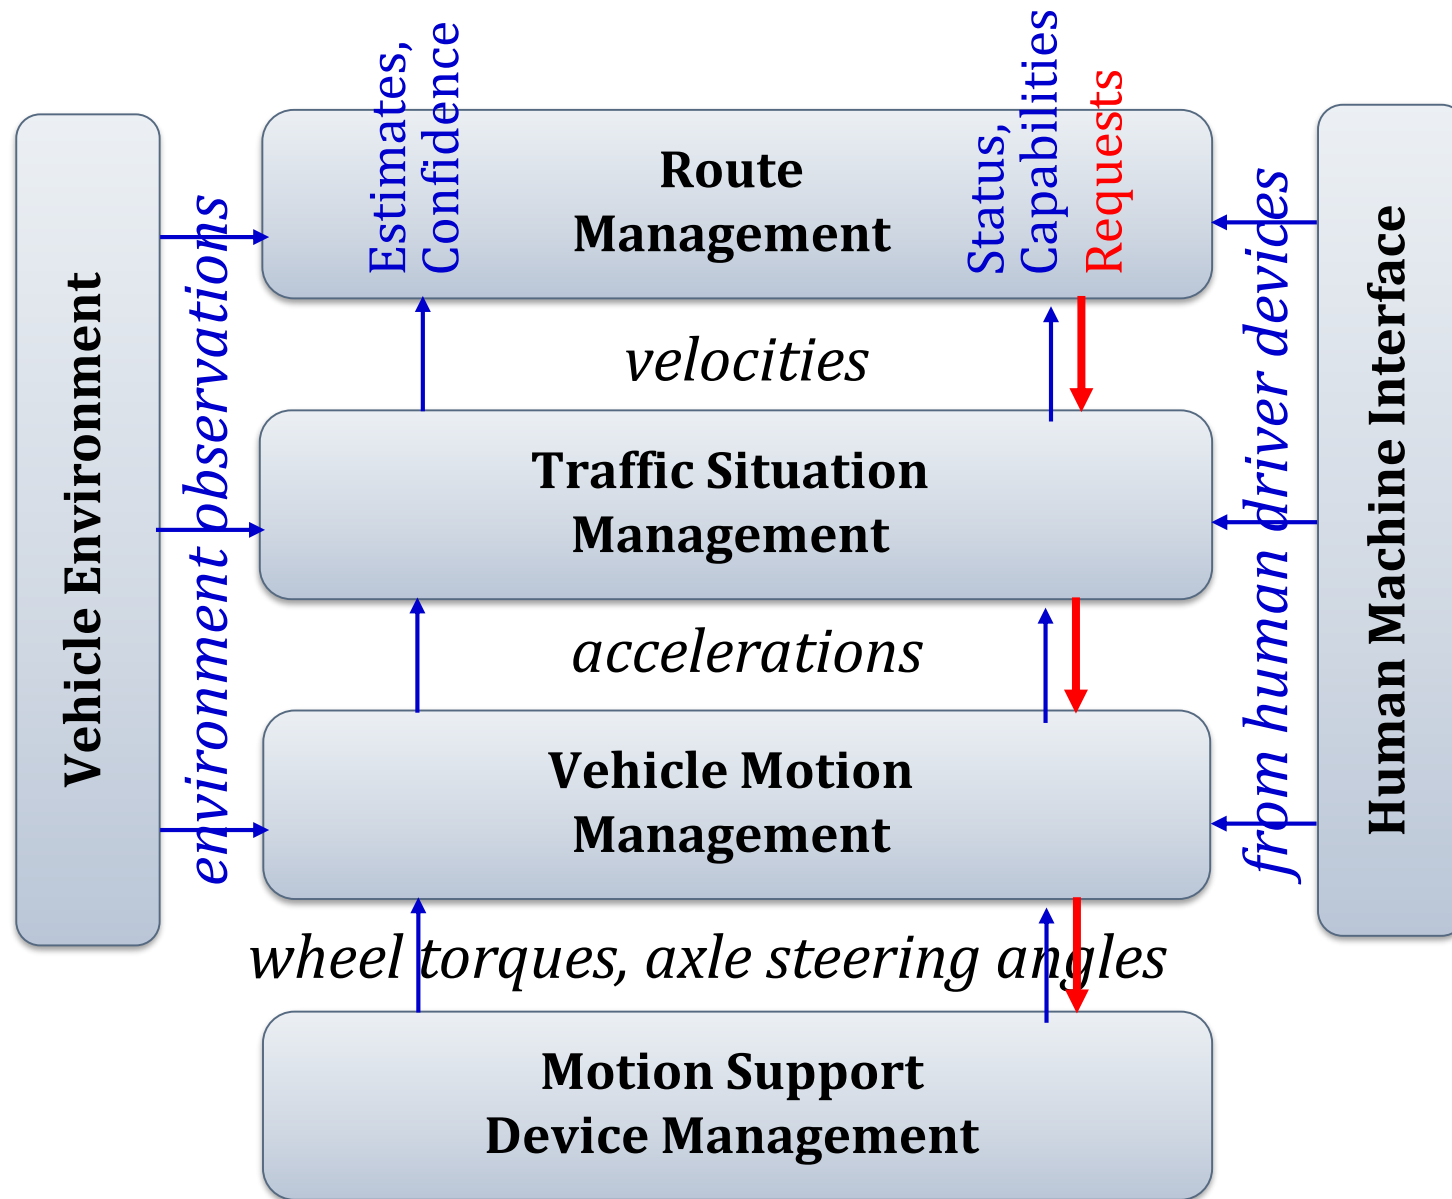 Estimates,
Confidence
Status,
Capabilities
Requests
Route
Management
velocities
Traffic Situation
Management
accelerations
Vehicle Motion
Management
wheel torques, axle steering angles
Motion Support
Device Management
Vehicle Environment
environment observations
from human driver devices
Human Machine Interface